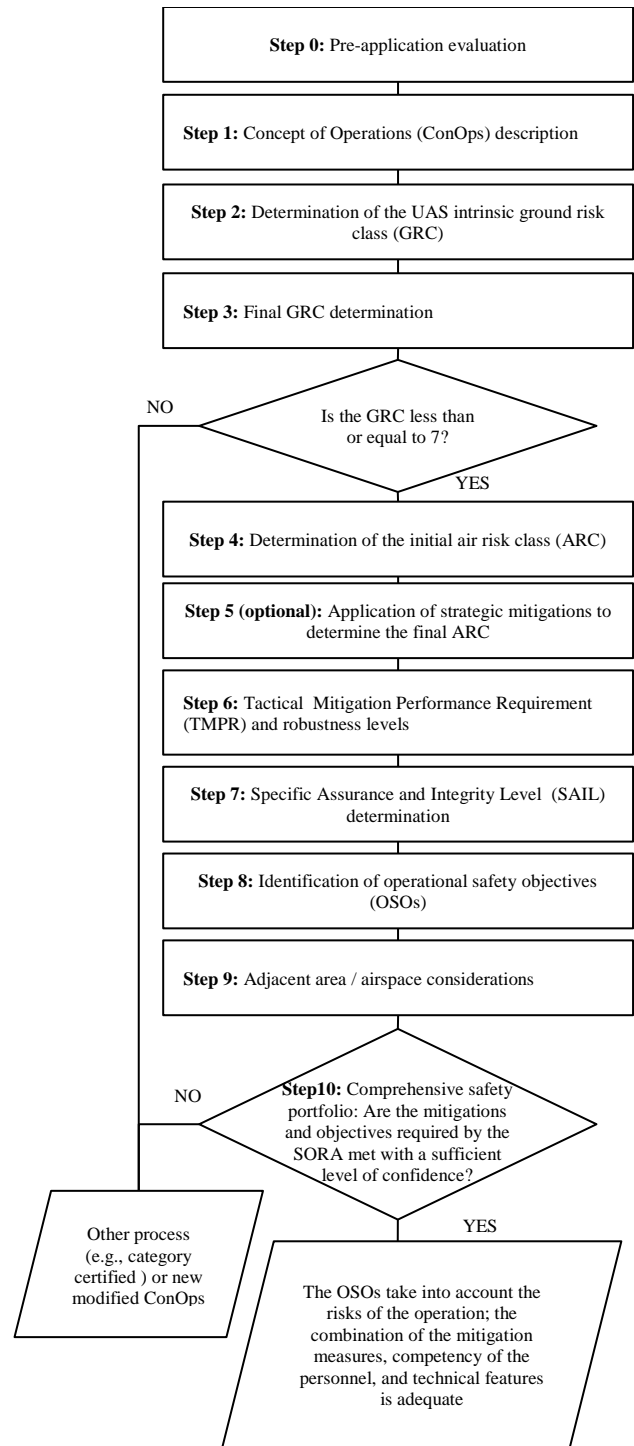 Step 0: Pre-application evaluation
Step 1: Concept of Operations (ConOps) description
Step 2: Determination of the UAS intrinsic ground risk
class (GRC)
Step 3: Final GRC determination
NO
Is the GRC less than
or equal to 7?
YES
Step 4: Determination of the initial air risk class (ARC)
Step 5 (optional): Application of strategic mitigations to
determine the final ARC
Step 6: Tactical Mitigation Performance Requirement
(TMPR) and robustness levels
Step 7: Specific Assurance and Integrity Level (SAIL)
determination
Step 8: Identification of operational safety objectives
(OSOs)
Step 9: Adjacent area / airspace considerations
NO
Step10: Comprehensive safety
portfolio: Are the mitigations
and objectives required by the
SORA met with a sufficient
level of confidence?
YES
Other process
(e.g., category
certified ) or new
modified ConOps
The OSOs take into account the
risks of the operation; the
combination of the mitigation
measures, competency of the
personnel, and technical features
is adequate